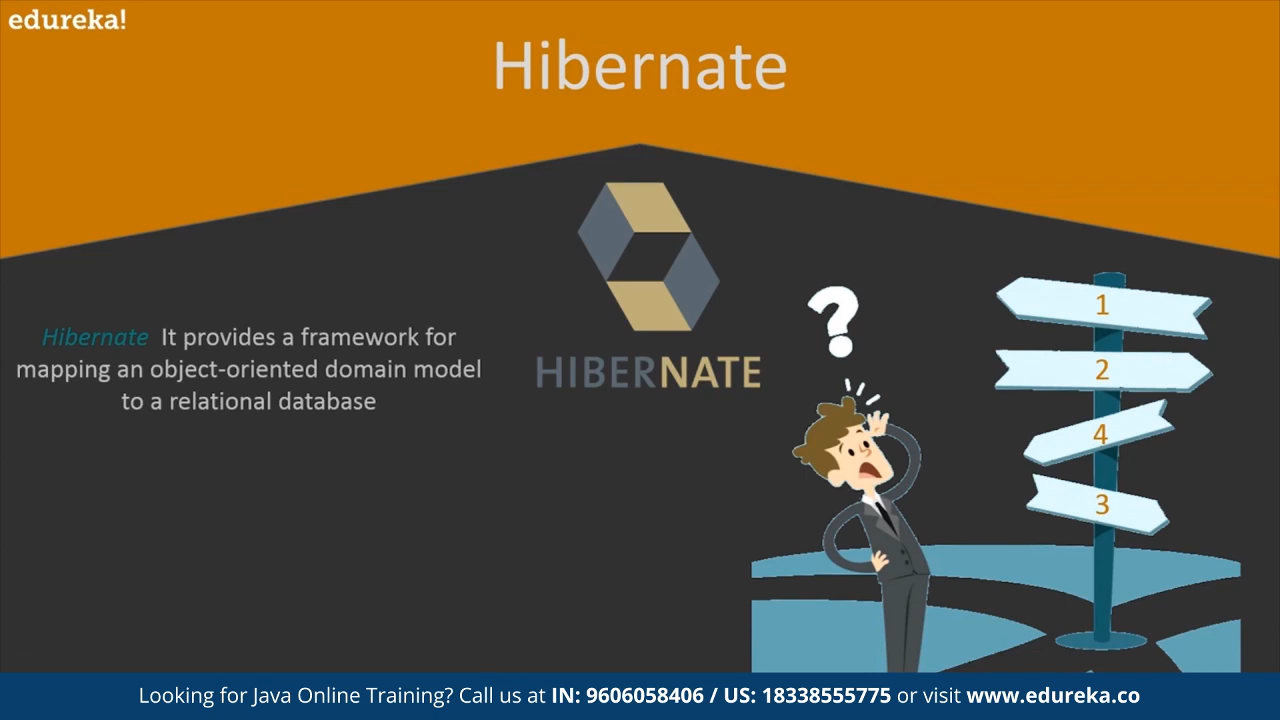 edureka!
Hibernate
Hibernate It provides a framework for
mapping an object-oriented domain model
to a relational database
HIBERNATE
?
1
2
4
3
Looking for Java Online Training? Call us at IN: 9606058406 / US: 18338555775 or visit www.edureka.co